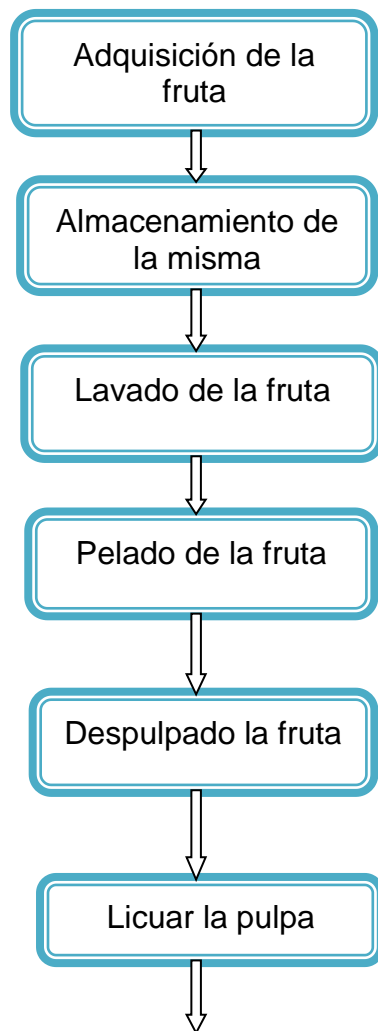 Adquisición de la
fruta
Almacenamiento de
la misma
Lavado de la fruta
Pelado de la fruta
Despulpado la fruta
Licuar la pulpa